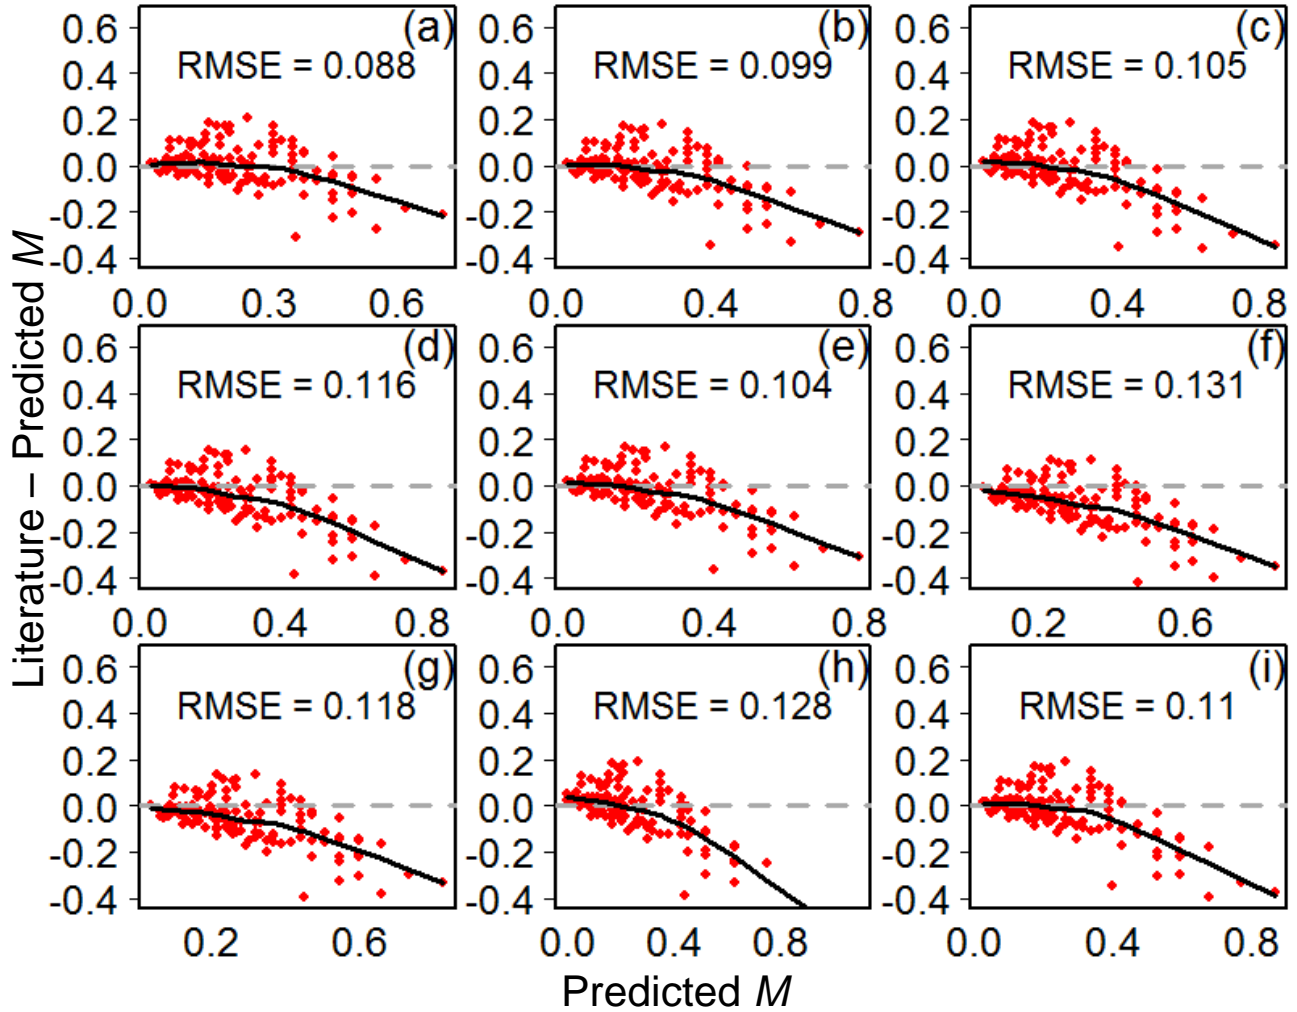 Literature – Predicted M
(a)
RMSE = 0.088
0.6
0.4
0.2
0.0
-0.2
-0.4
0.0 0.3 0.6
(b)
RMSE = 0.099
0.6
0.4
0.2
0.0
-0.2
-0.4
0.0 0.4 0.8
(c)
RMSE = 0.105
0.6
0.4
0.2
0.0
-0.2
-0.4
0.0 0.4 0.8
(d)
RMSE = 0.116
0.6
0.4
0.2
0.0
-0.2
-0.4
0.0 0.4 0.8
(e)
RMSE = 0.104
0.6
0.4
0.2
0.0
-0.2
-0.4
0.0 0.4 0.8
(f)
RMSE = 0.131
0.6
0.4
0.2
0.0
-0.2
-0.4
0.2 0.6
(g)
RMSE = 0.118
0.6
0.4
0.2
0.0
-0.2
-0.4
0.2 0.6
(h)
RMSE = 0.128
0.6
0.4
0.2
0.0
-0.2
-0.4
0.0 0.4 0.8
(i)
RMSE = 0.11
0.6
0.4
0.2
0.0
-0.2
-0.4
0.0 0.4 0.8
Predicted M